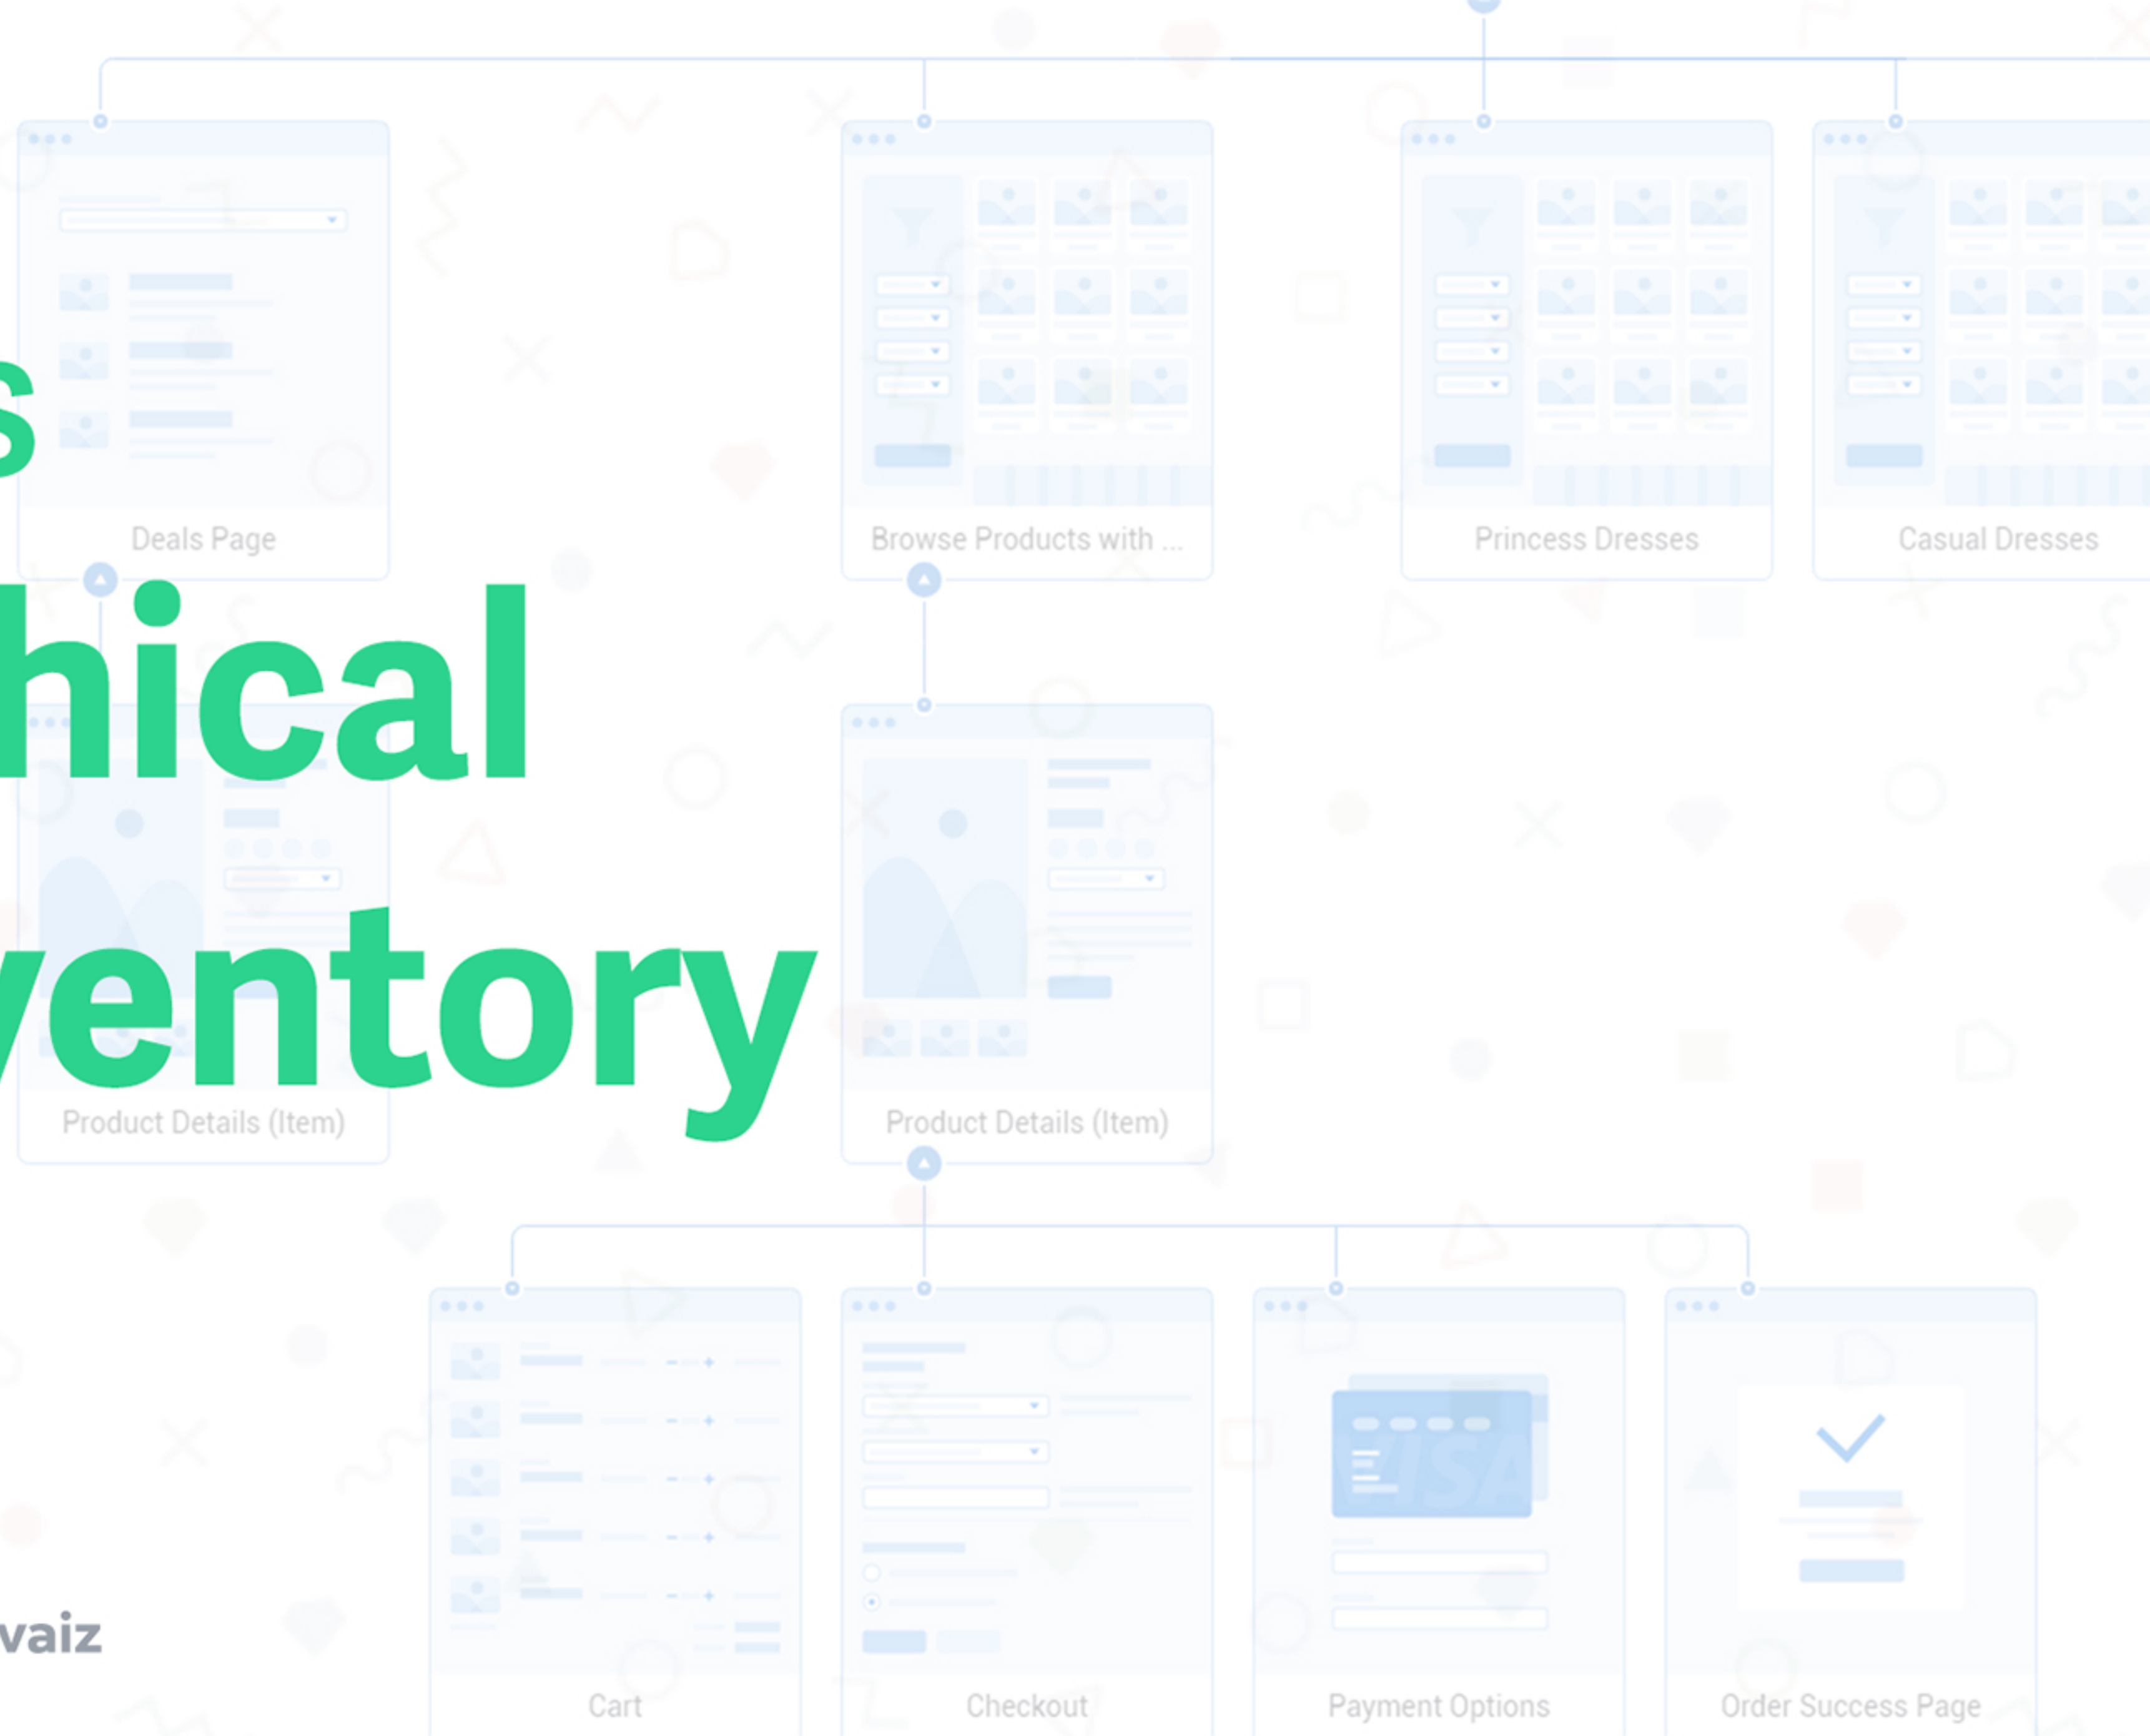 s
Deals Page
Browse Products with ...
Princess Dresses
Casual Dresses
hical
ventory
Product Details (Item)
Product Details (Item)
VISA
vaiz
Cart
Checkout
Payment Options
Order Success Page